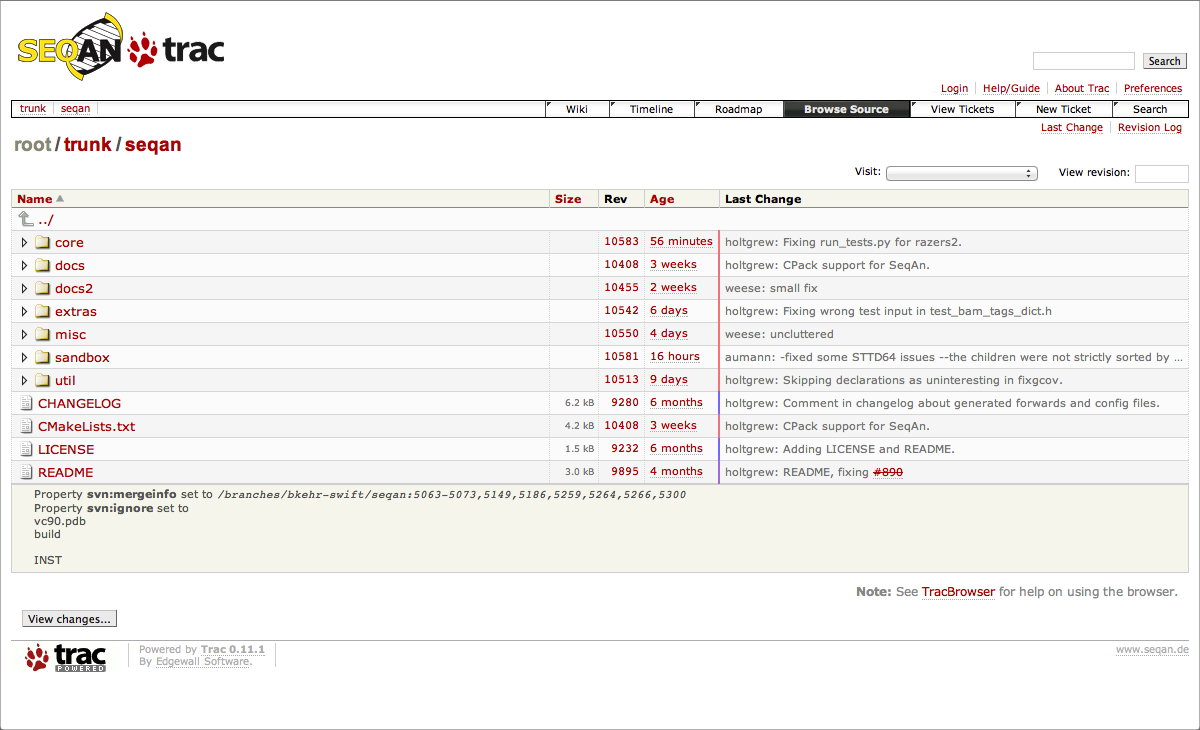 SEQAN trac
Search
Login Help/Guide About Trac Preferences
trunk seqan Wiki Timeline Roadmap Browse Source View Tickets New Ticket Search
Last Change Revision Log
root / trunk / seqan
Visit: View revision:
Name Size Rev Age Last Change
../
core 10583 56 minutes holtgrew: Fixing run_tests.py for razers2.
docs 10408 3 weeks holtgrew: CPack support for SeqAn.
docs2 10455 2 weeks weese: small fix
extras 10542 6 days holtgrew: Fixing wrong test input in test_bam_tags_dict.h
misc 10550 4 days weese: uncluttered
sandbox 10581 16 hours aumann: -fixed some STTD64 issues --the children were not strictly sorted by ...
util 10513 9 days holtgrew: Skipping declarations as uninteresting in fixgcov.
CHANGELOG 6.2 kB 9280 6 months holtgrew: Comment in changelog about generated forwards and config files.
CMakeLists.txt 4.2 kB 10408 3 weeks holtgrew: CPack support for SeqAn.
LICENSE 1.5 kB 9232 6 months holtgrew: Adding LICENSE and README.
README 3.0 kB 9895 4 months holtgrew: README, fixing #890
Property svn:mergeinfo set to /branches/bkehr-swift/seqan:5063-5073,5149,5186,5259,5264,5266,5300
Property svn:ignore set to
vc90.pdb
build
INST
Note: See TracBrowser for help on using the browser.
View changes...
trac POWERED
Powered by Trac 0.11.1
By Edgewall Software.
www.seqan.de